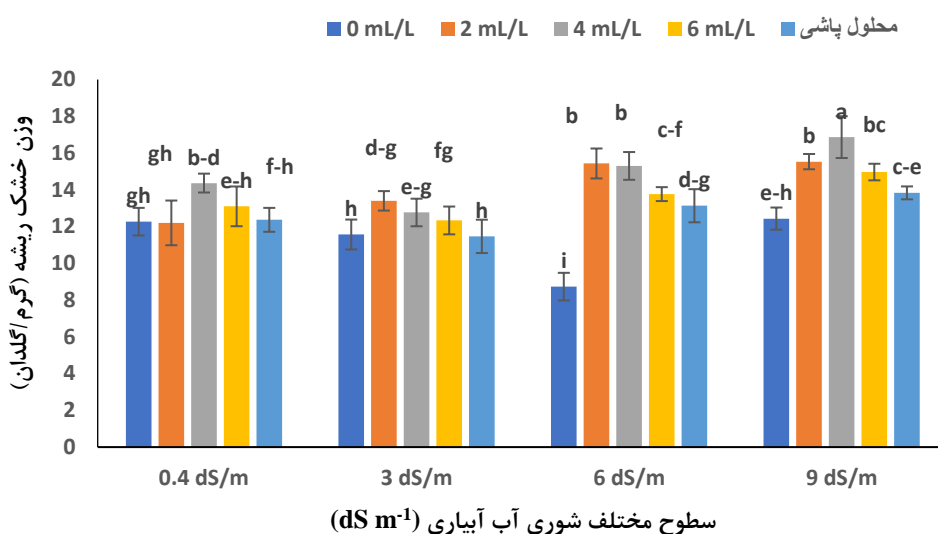 0 mL/L 2 mL/L 4 mL/L 6 mL/L محلول پاشی
وزن خشک ریشه (گرم/گلدان)
20
18
16
14
12
10
8
6
4
2
0
gh gh b-d e-h f-h
h d-g e-g fg h
i b b c-f d-g
e-h b a bc c-e
0.4 dS/m 3 dS/m 6 dS/m 9 dS/m
سطوح مختلف شوری آب آبیاری (dS m-1)